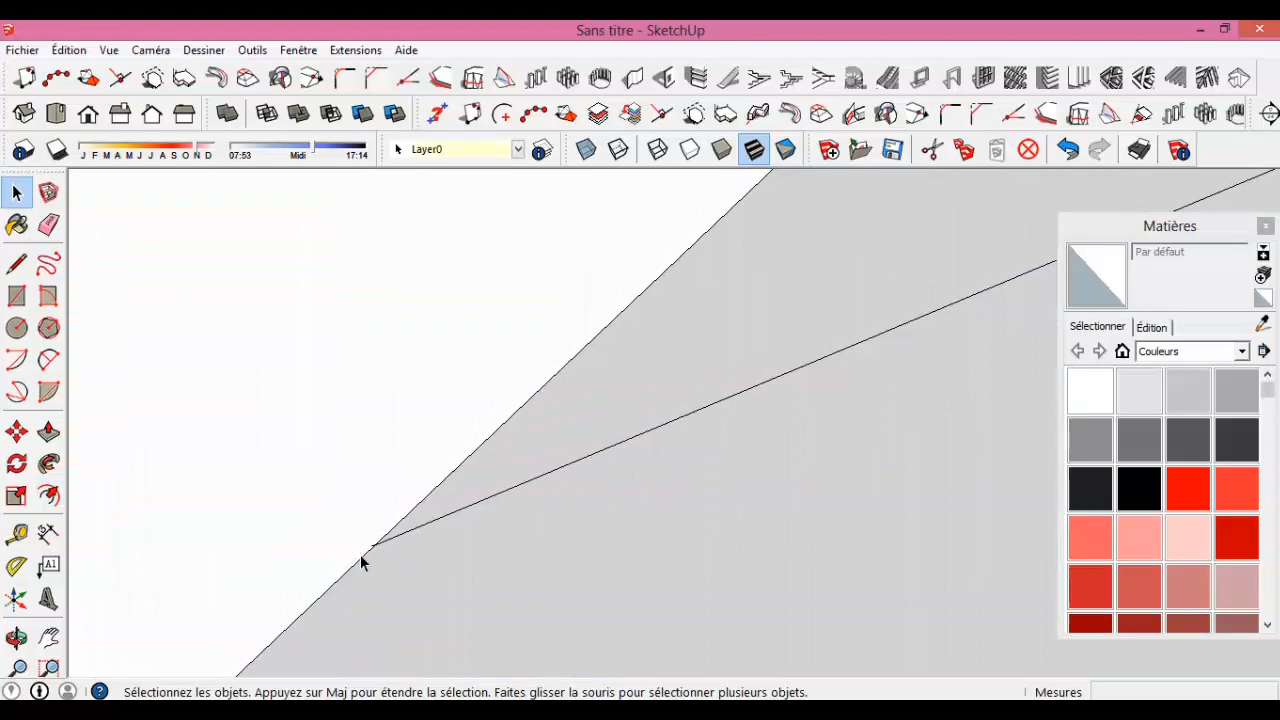 Sans titre - SketchUp
Fichier Édition Vue Caméra Dessiner Outils Fenêtre Extensions Aide
J F M A M J J A S O N D 07:53 Midi 17:14 Layer0
Matières
Par défaut
Sélectionner Édition
Couleurs
A1
Sélectionnez les objets. Appuyez sur Maj pour étendre la sélection. Faites glisser la souris pour sélectionner plusieurs objets. Mesures